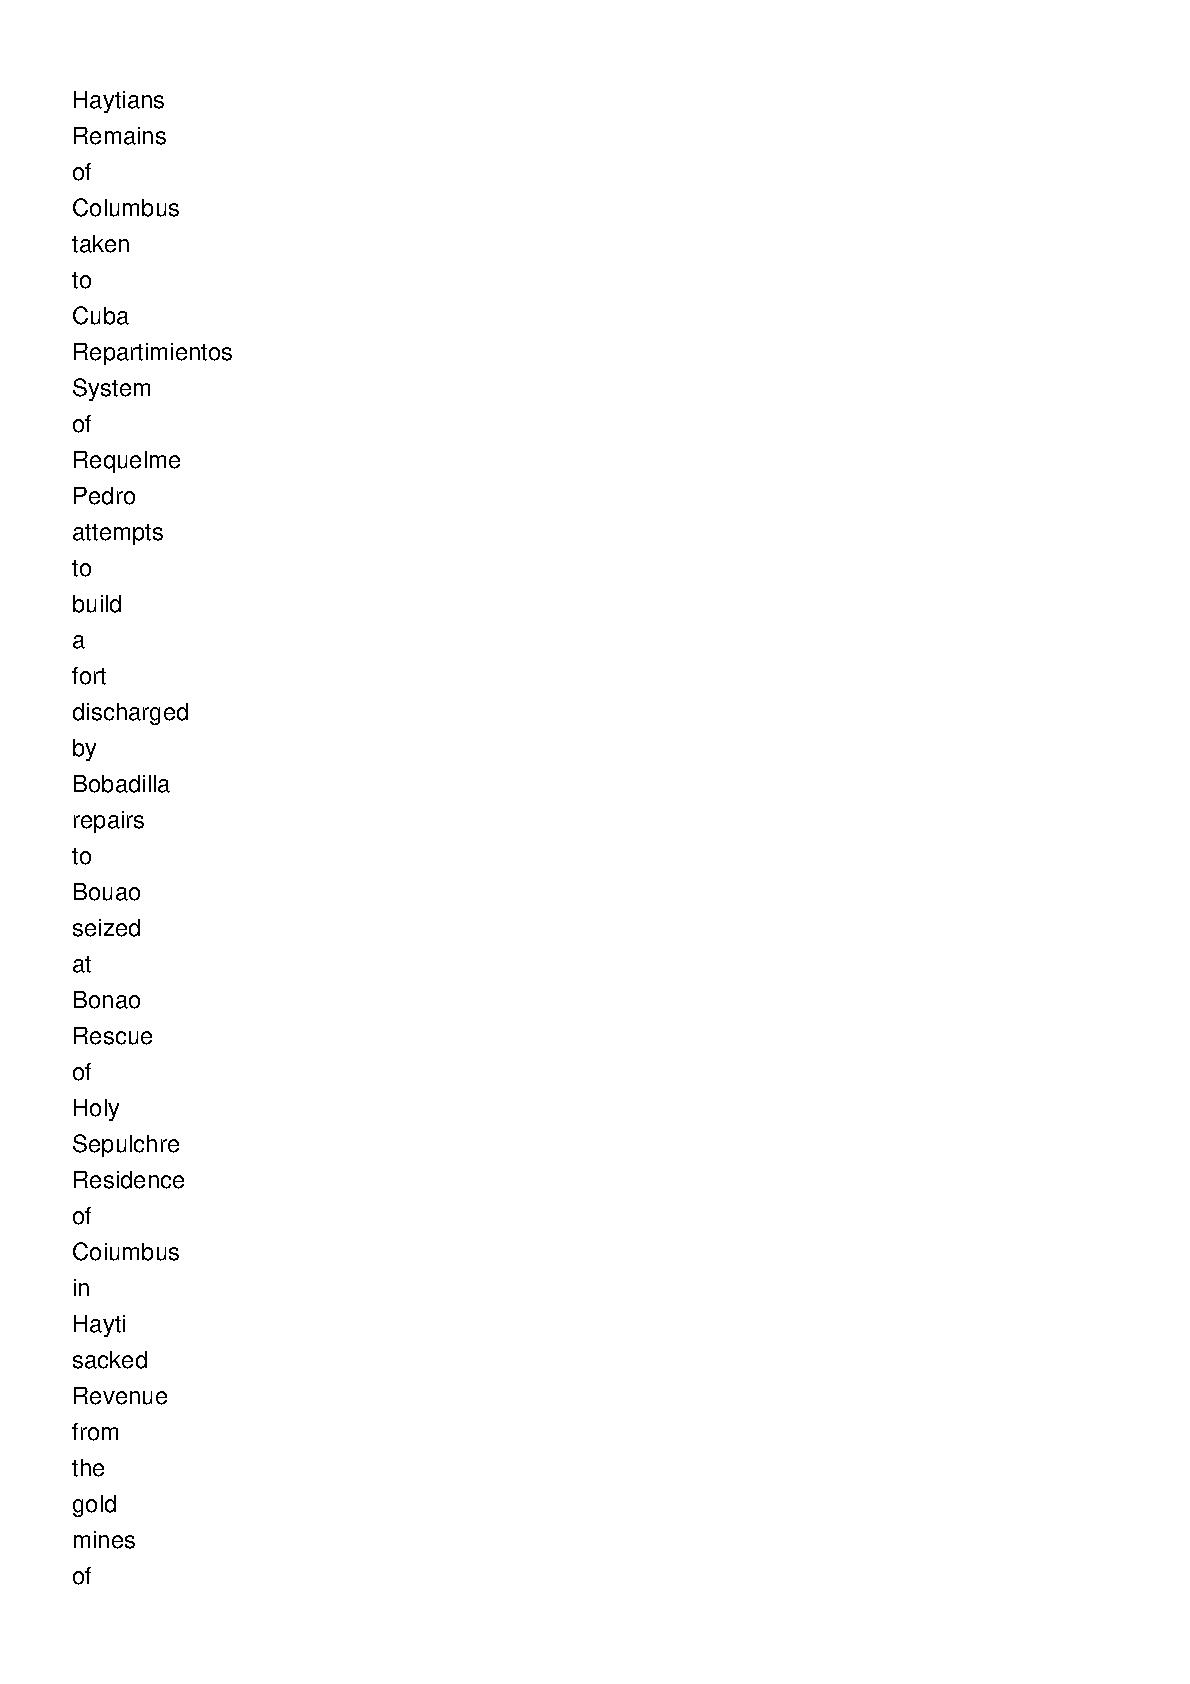 Haytians
Remains
of
Columbus
taken
to
Cuba
Repartimientos
System
of
Requelme
Pedro
attempts
to
build
a
fort
discharged
by
Bobadilla
repairs
to
Bouao
seized
at
Bonao
Rescue
of
Holy
Sepulchre
Residence
of
Coiumbus
in
Hayti
sacked
Revenue
from
the
gold
mines
of